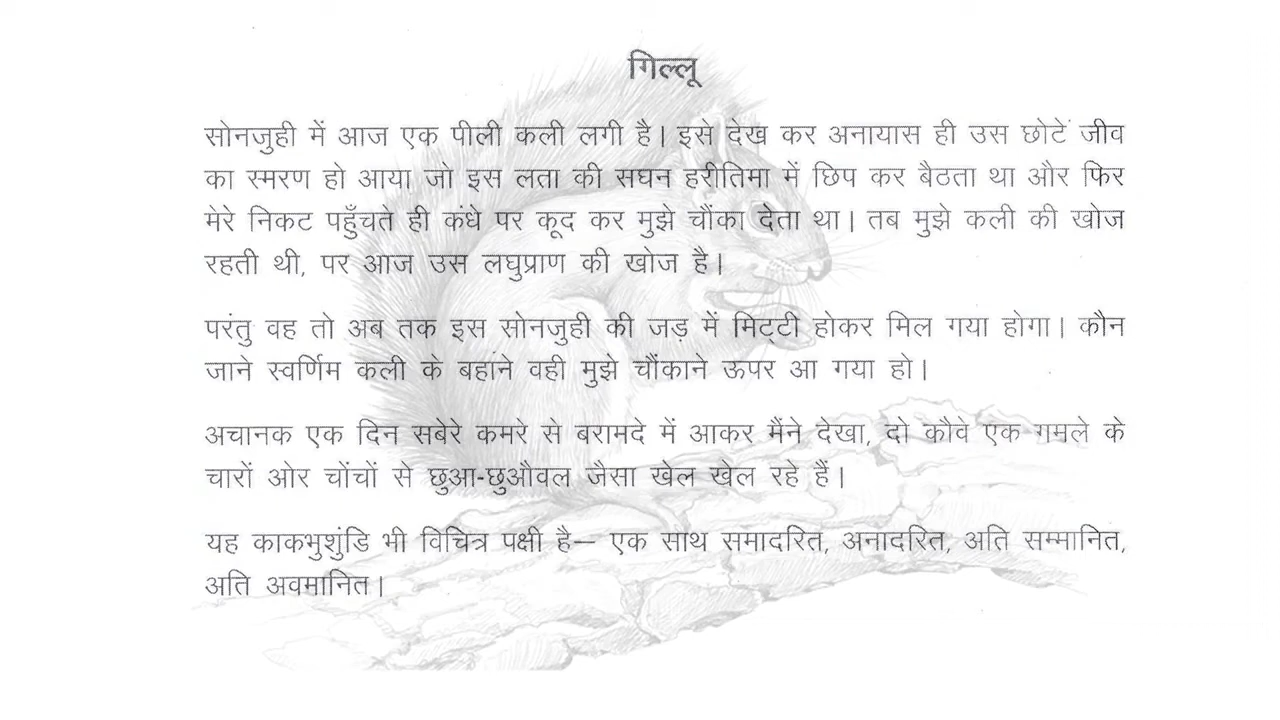 गिल्लू
सोनजुही में आज एक पीली कली लगी है। इसे देख कर अनायास ही उस छोटे जीव
का स्मरण हो आया जो इस लता की सघन हरीतिमा में छिप कर बैठता था और फिर
मेरे निकट पहुँचते ही कंधे पर कूद कर मुझे चौंका देता था। तब मुझे कली की खोज
रहती थी, पर आज उस लघुप्राण की खोज है।
परंतु वह तो अब तक इस सोनजुही की जड़ में मिट्टी होकर मिल गया होगा। कौन
जाने स्वर्णिम कली के बहाने वही मुझे चौंकाने ऊपर आ गया हो।
अचानक एक दिन सबेरे कमरे से बरामदे में आकर मैंने देखा, दो कौवे एक गमले के
चारों ओर चोंचों से छुआ-छुऔवल जैसा खेल खेल रहे हैं।
यह काकभुशुंडि भी विचित्र पक्षी है— एक साथ समादरित, अनादरित, अति सम्मानित,
अति अवमानित।